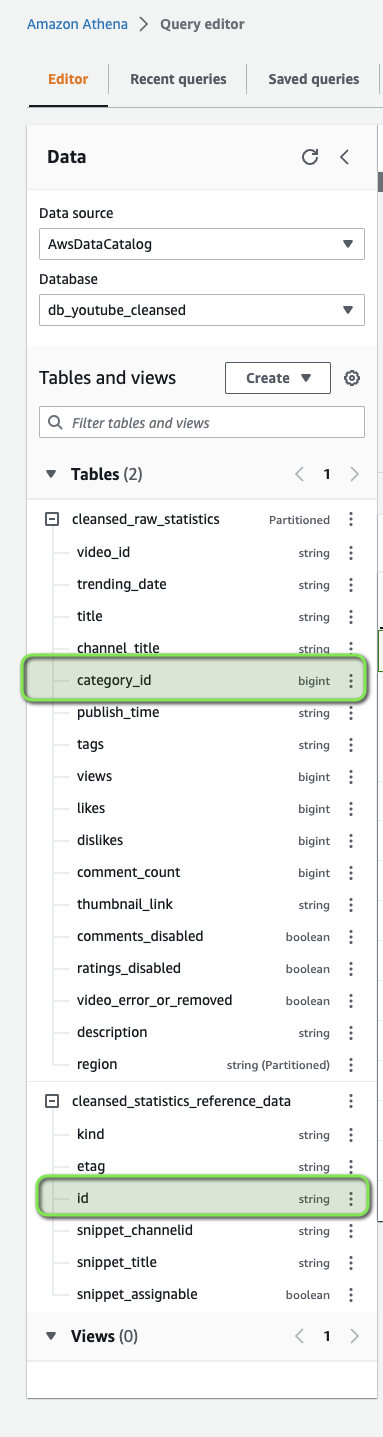 Amazon Athena > Query editor
Editor Recent queries Saved queries
Data
Data source
AwsDataCatalog
Database
db_youtube_cleansed
Tables and views Create
Filter tables and views
Tables (2) 1
cleansed_raw_statistics Partitioned
video_id string
trending_date string
title string
channel_title string
category_id bigint
publish_time string
tags string
views bigint
likes bigint
dislikes bigint
comment_count bigint
thumbnail_link string
comments_disabled boolean
ratings_disabled boolean
video_error_or_removed boolean
description string
region string (Partitioned)
cleansed_statistics_reference_data
kind string
etag string
id string
snippet_channelid string
snippet_title string
snippet_assignable boolean
Views (0) 1